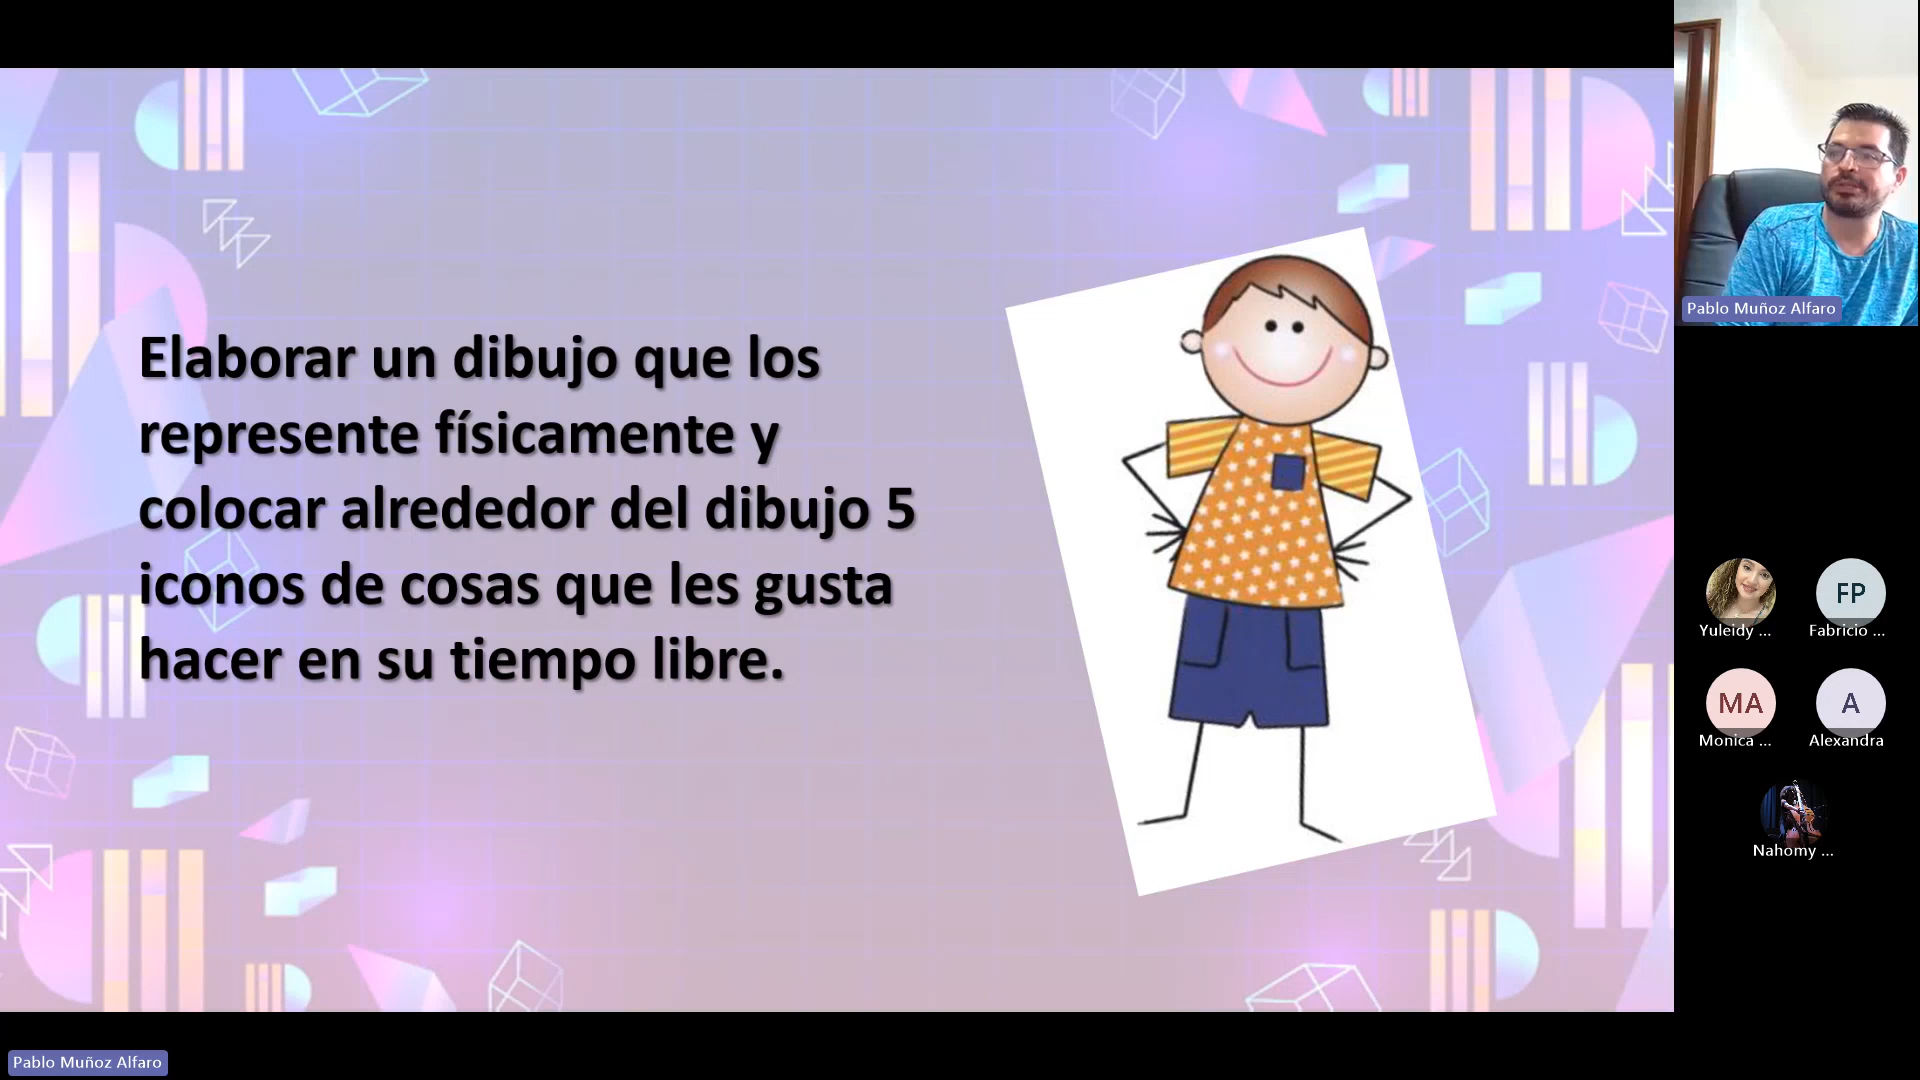 Elaborar un dibujo que los
represente físicamente y
colocar alrededor del dibujo 5
iconos de cosas que les gusta
hacer en su tiempo libre.
Pablo Muñoz Alfaro
FP
Yuleidy ...
Fabricio ...
MA
A
Monica ...
Alexandra
Nahomy ...
Pablo Muñoz Alfaro